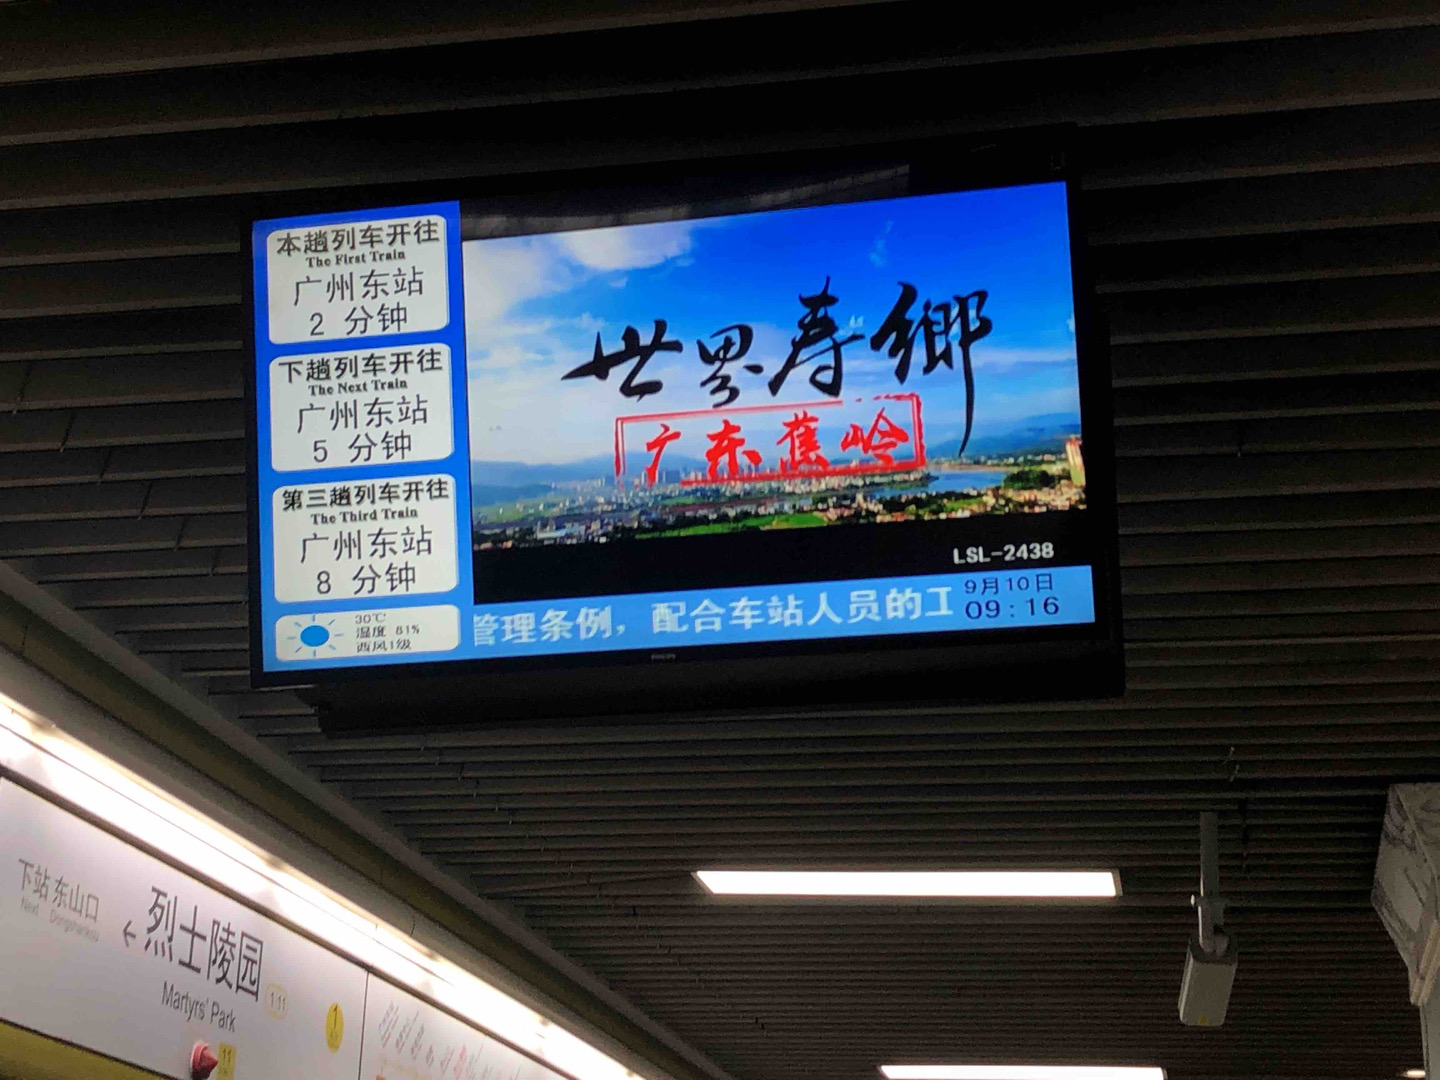 本趟列车开往
The First Train
广州东站
2 分钟
下趟列车开往
The Next Train
广州东站
5 分钟
第三趟列车开往
The Third Train
广州东站
8 分钟
30℃
湿度 81%
西风1级
世界寿鄉
广东蕉岭
LSL-2438
管理条例，配合车站人员的工
9月10日
09:16
下站 东山口
Next Dongshankou
←烈士陵园
Martyrs' Park
1
11